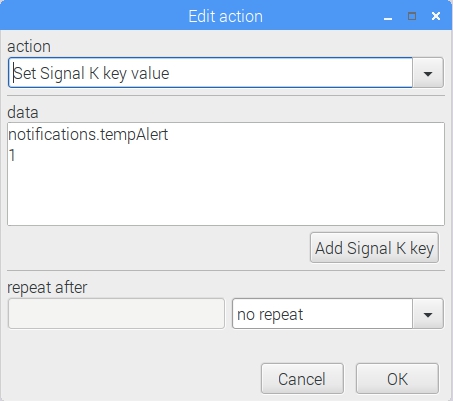 Edit action
action
Set Signal K key value
data
notifications.tempAlert
1
Add Signal K key
repeat after
no repeat
Cancel OK